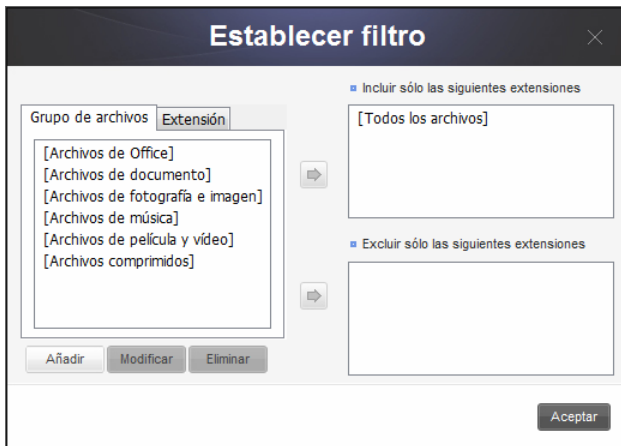 Establecer filtro
Grupo de archivos
Extensión
[Archivos de Office]
[Archivos de documento]
[Archivos de fotografía e imagen]
[Archivos de música]
[Archivos de película y vídeo]
[Archivos comprimidos]
Añadir
Modificar
Eliminar
Incluir sólo las siguientes extensiones
[Todos los archivos]
Excluir sólo las siguientes extensiones
Aceptar